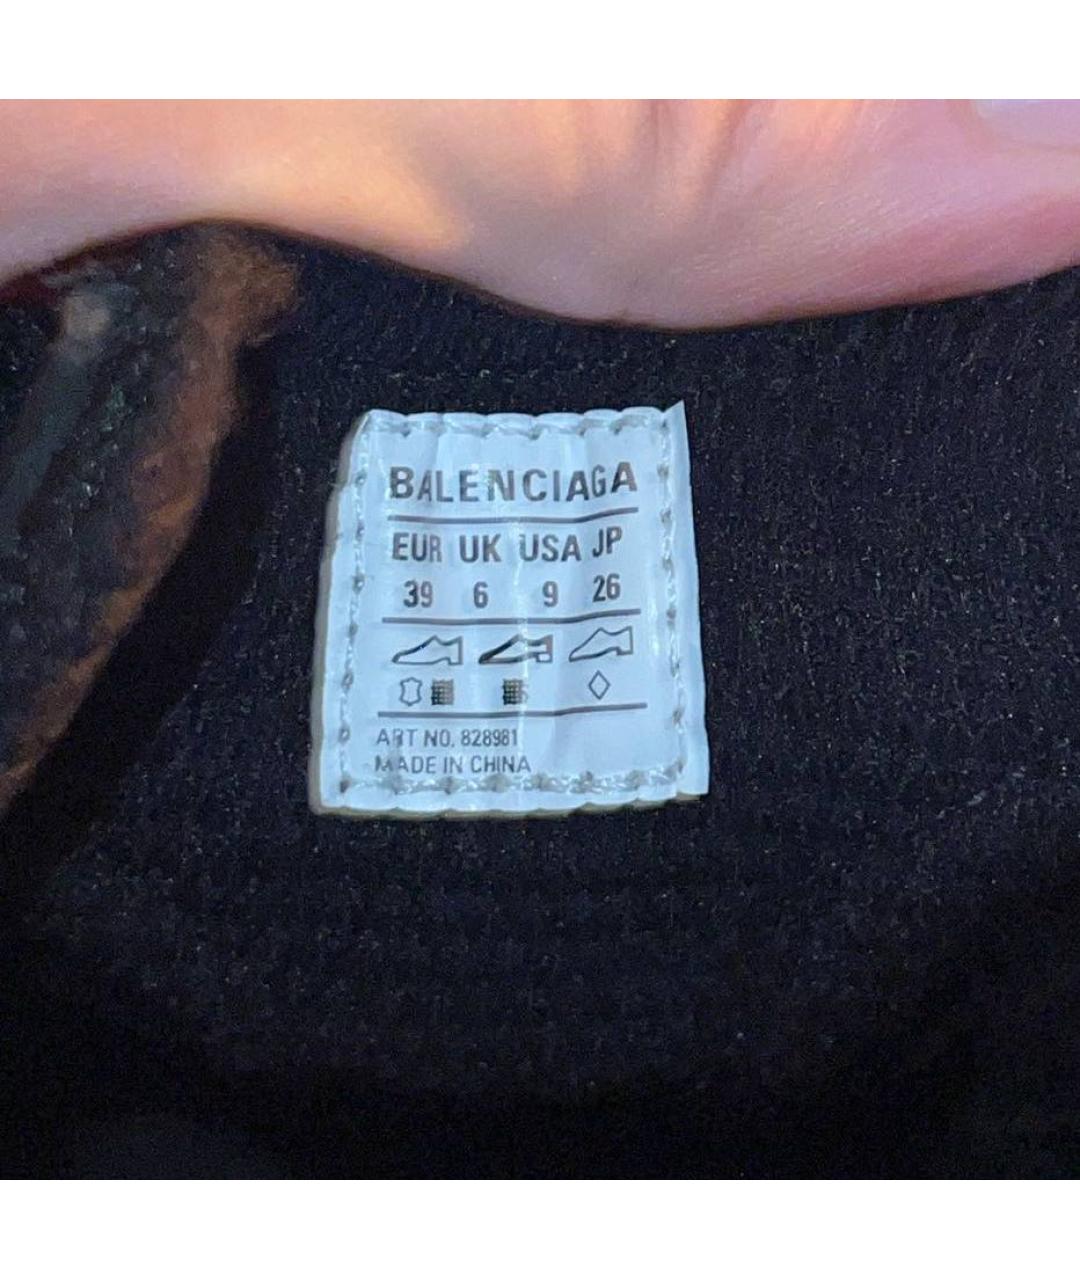 BALENCIAGA
EUR UK USA JP
39 6 9 26
ART NO. 828981
MADE IN CHINA